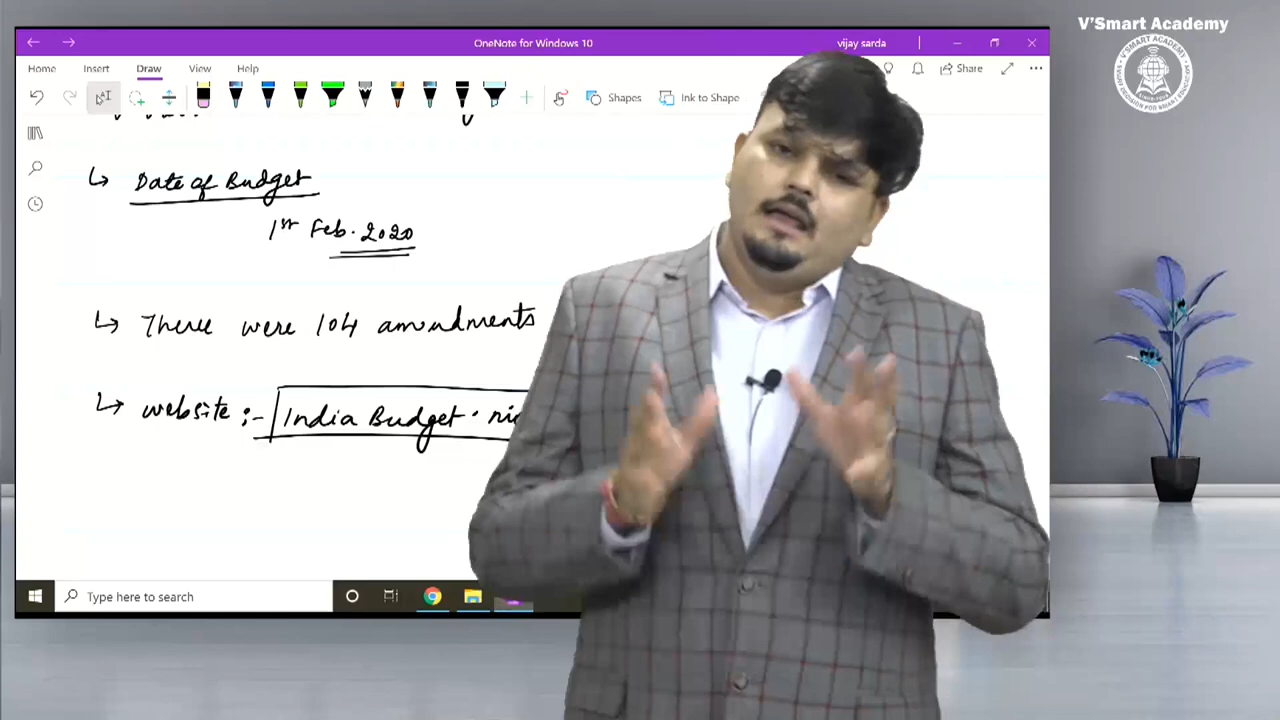 V'Smart Academy
OneNote for Windows 10
vijay sarda
Home Insert Draw View Help
Share
Shapes
Ink to Shape
↳ Date of Budget
1st Feb. 2020
↳ There were 104 amendments
↳ website :- India Budget.
Type here to search